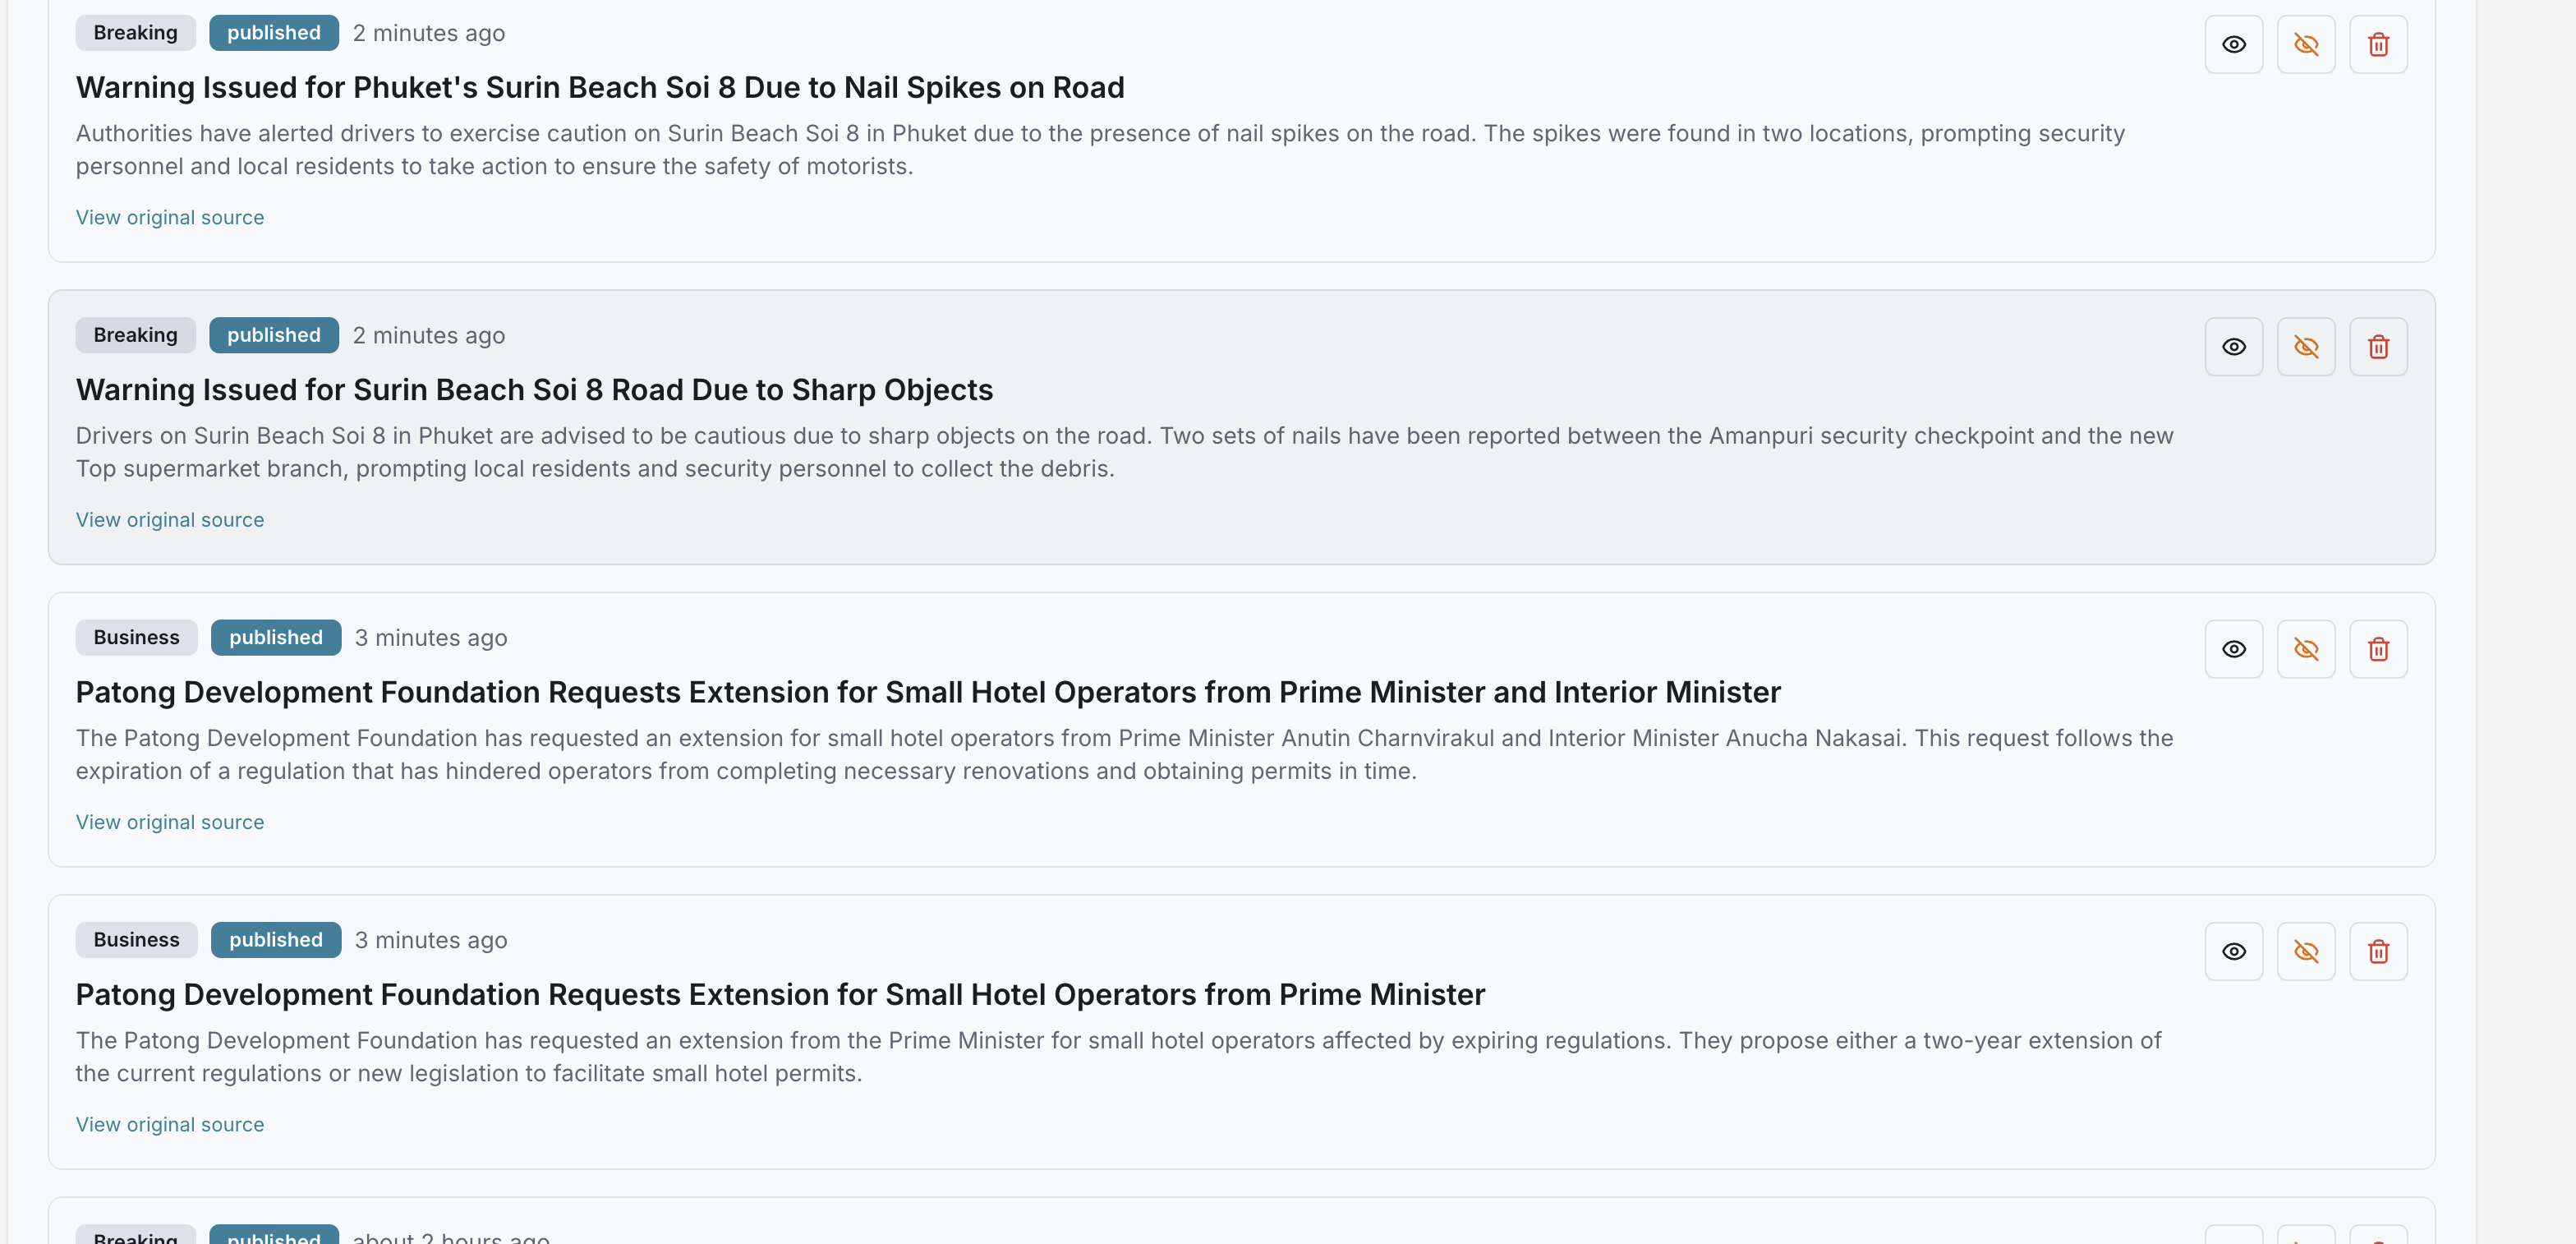 Breaking published 2 minutes ago
Warning Issued for Phuket's Surin Beach Soi 8 Due to Nail Spikes on Road
Authorities have alerted drivers to exercise caution on Surin Beach Soi 8 in Phuket due to the presence of nail spikes on the road. The spikes were found in two locations, prompting security
personnel and local residents to take action to ensure the safety of motorists.
View original source
Breaking published 2 minutes ago
Warning Issued for Surin Beach Soi 8 Road Due to Sharp Objects
Drivers on Surin Beach Soi 8 in Phuket are advised to be cautious due to sharp objects on the road. Two sets of nails have been reported between the Amanpuri security checkpoint and the new
Top supermarket branch, prompting local residents and security personnel to collect the debris.
View original source
Business published 3 minutes ago
Patong Development Foundation Requests Extension for Small Hotel Operators from Prime Minister and Interior Minister
The Patong Development Foundation has requested an extension for small hotel operators from Prime Minister Anutin Charnvirakul and Interior Minister Anucha Nakasai. This request follows the
expiration of a regulation that has hindered operators from completing necessary renovations and obtaining permits in time.
View original source
Business published 3 minutes ago
Patong Development Foundation Requests Extension for Small Hotel Operators from Prime Minister
The Patong Development Foundation has requested an extension from the Prime Minister for small hotel operators affected by expiring regulations. They propose either a two-year extension of
the current regulations or new legislation to facilitate small hotel permits.
View original source
Breaking published about 2 hours ago